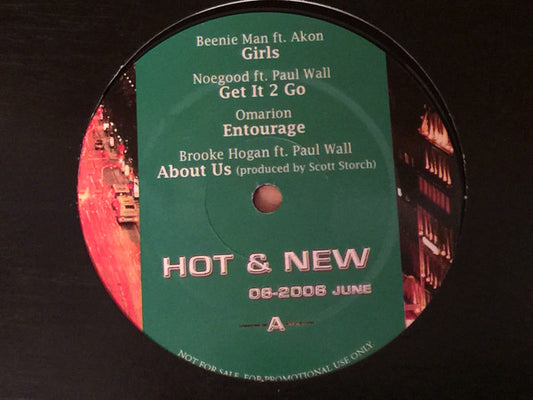 Beenie Man ft. Akon
Girls
Noegood ft. Paul Wall
Get It 2 Go
Omarion
Entourage
Brooke Hogan ft. Paul Wall
About Us (produced by Scott Storch)
HOT & NEW
06-2006 JUNE
A
NOT FOR SALE, FOR PROMOTIONAL USE ONLY